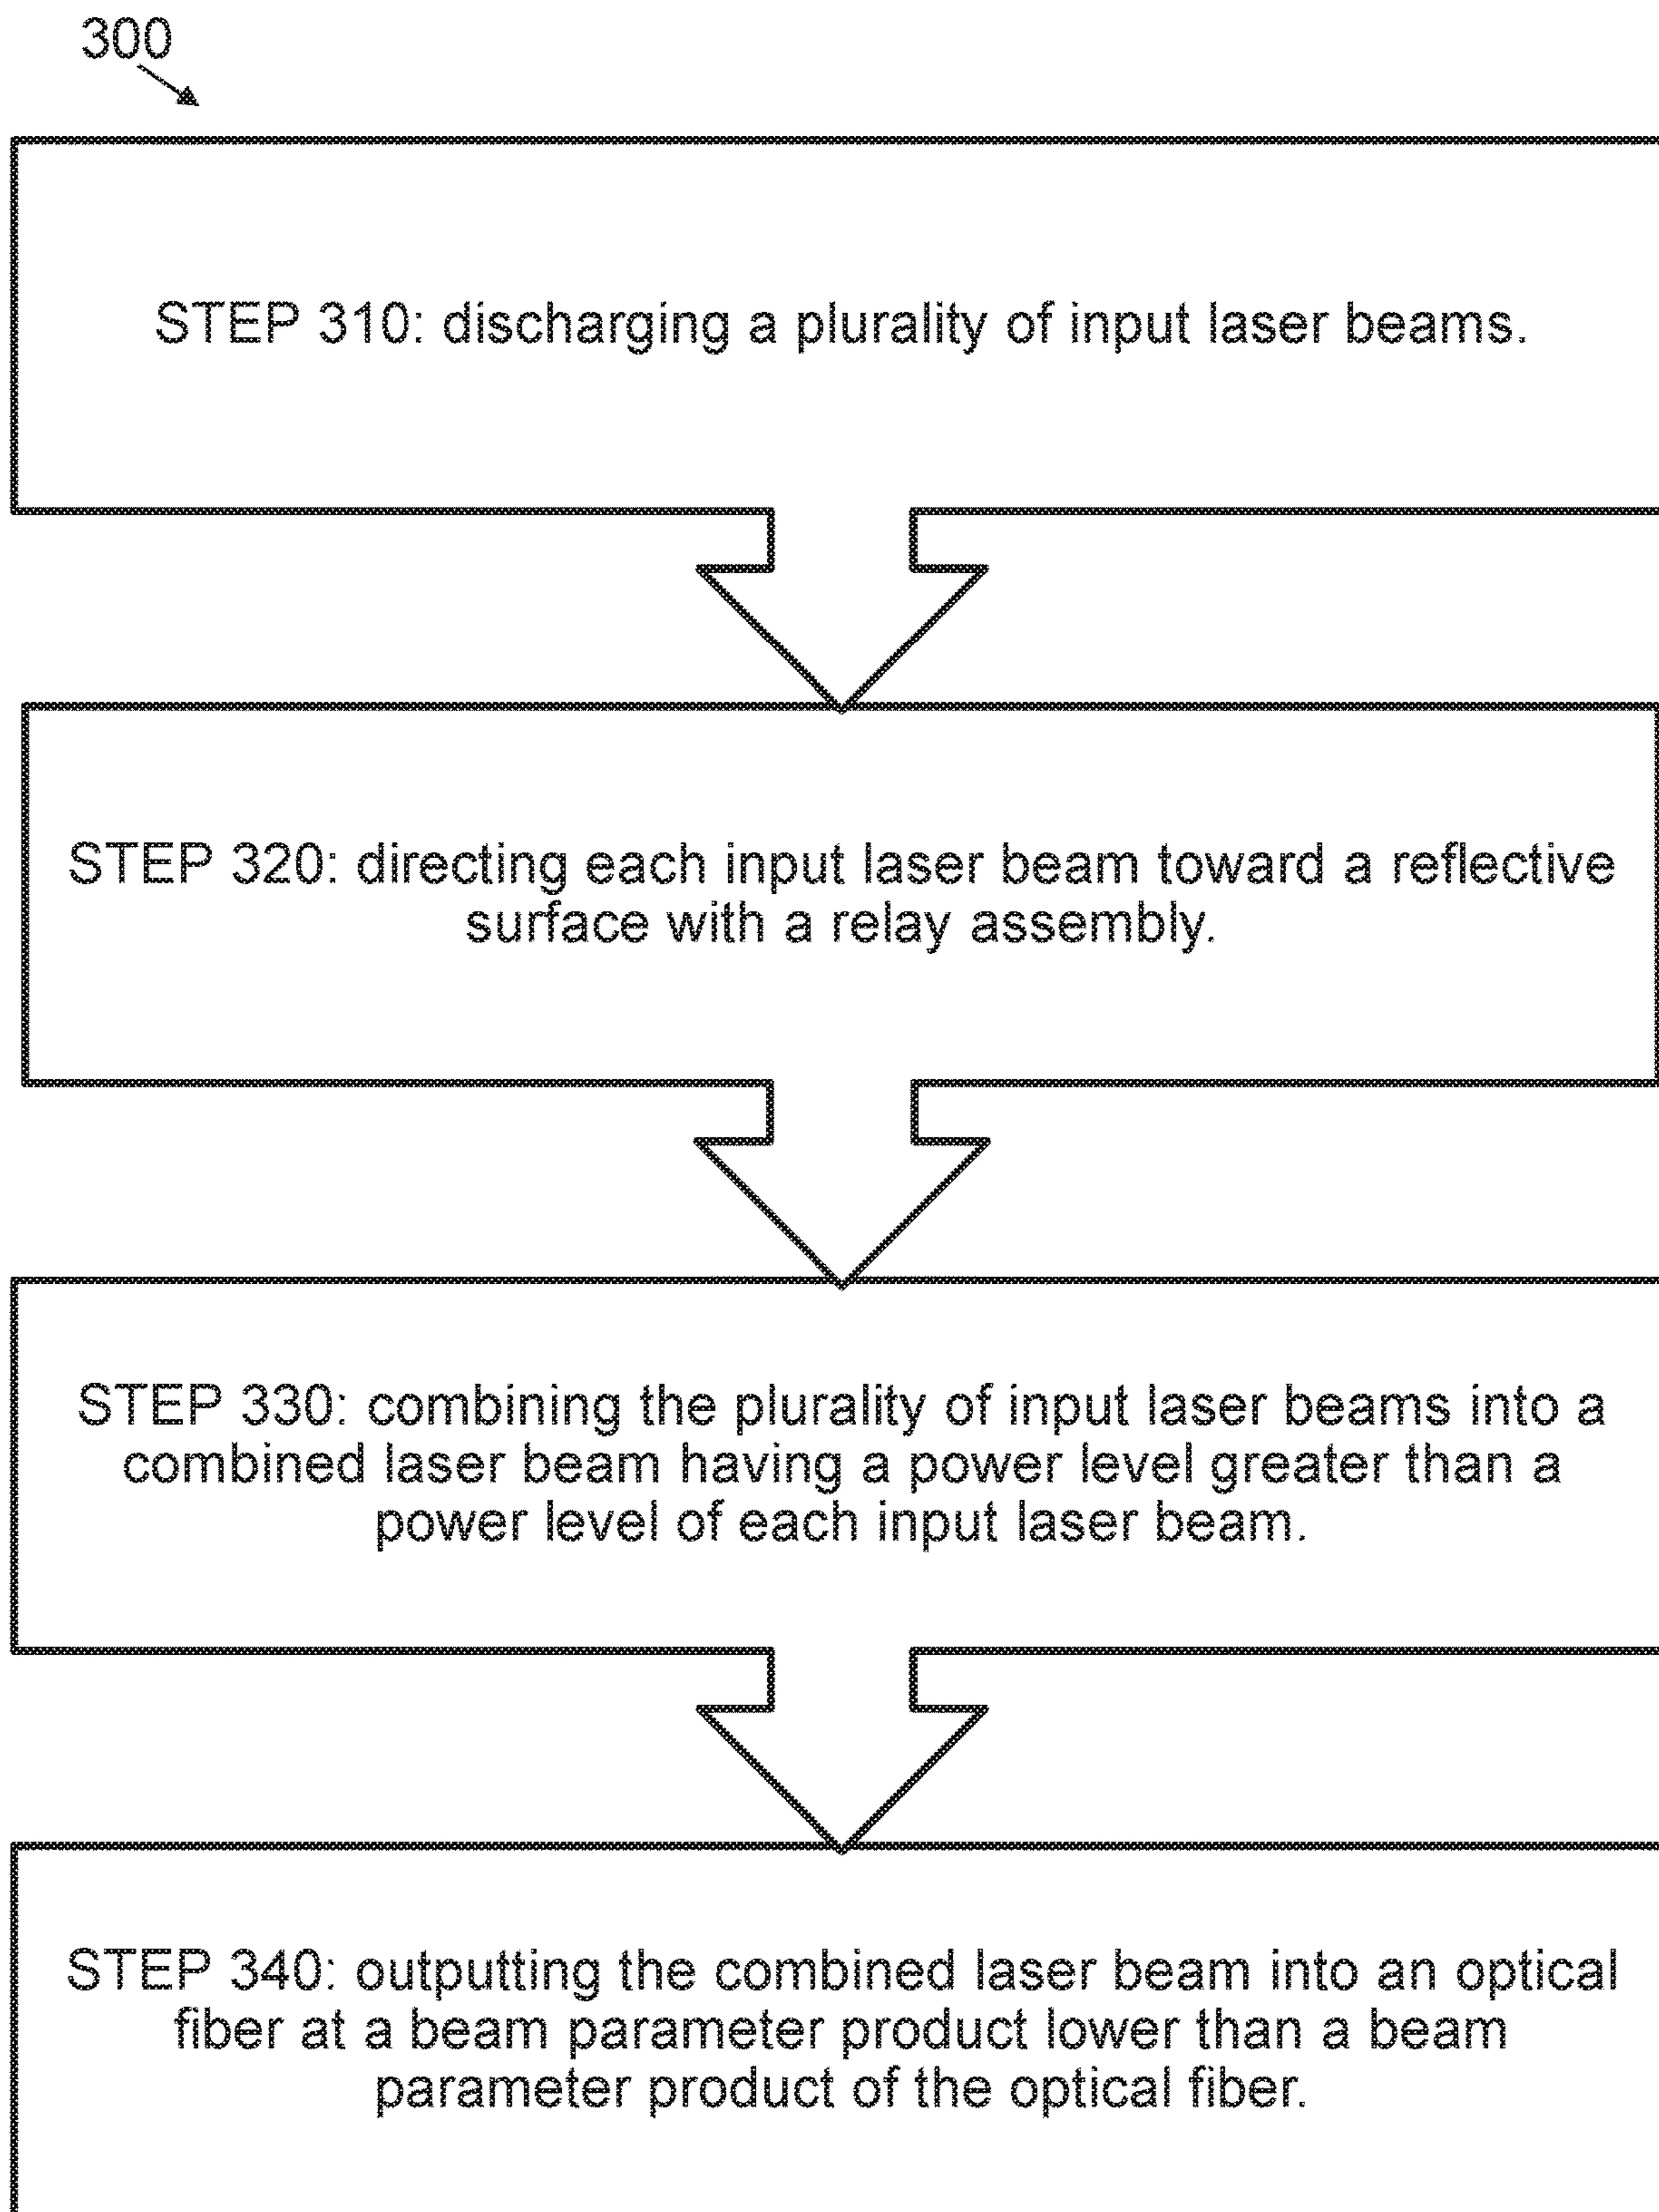 300
STEP 310: discharging a plurality of input laser beams.
STEP 320: directing each input laser beam toward a reflective
surface with a relay assembly.
STEP 330: combining the plurality of input laser beams into a
combined laser beam having a power level greater than a
power level of each input laser beam.
STEP 340: outputting the combined laser beam into an optical
fiber at a beam parameter product lower than a beam
parameter product of the optical fiber.